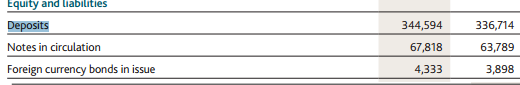 Equity and liabilities
Deposits 344,594 336,714
Notes in circulation 67,818 63,789
Foreign currency bonds in issue 4,333 3,898